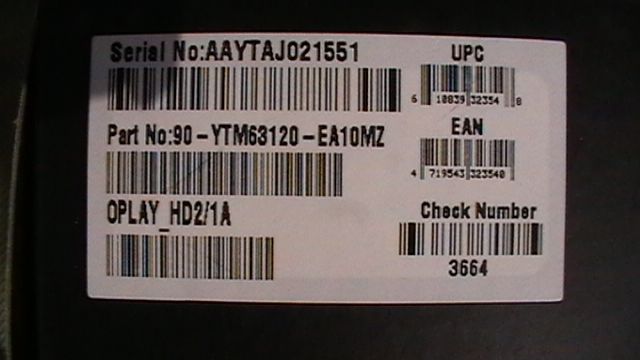 Serial No:AAYTAJ021551
UPC
6 10839 32354 8
Part No:90-YTM63120-EA10MZ
EAN
4 719543 323540
OPLAY_HD2/1A
Check Number
3664